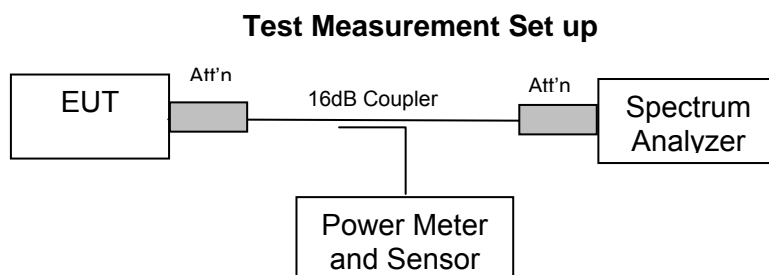 Test Measurement Set up
Att'n
EUT
16dB Coupler
Att'n
Spectrum
Analyzer
Power Meter
and Sensor